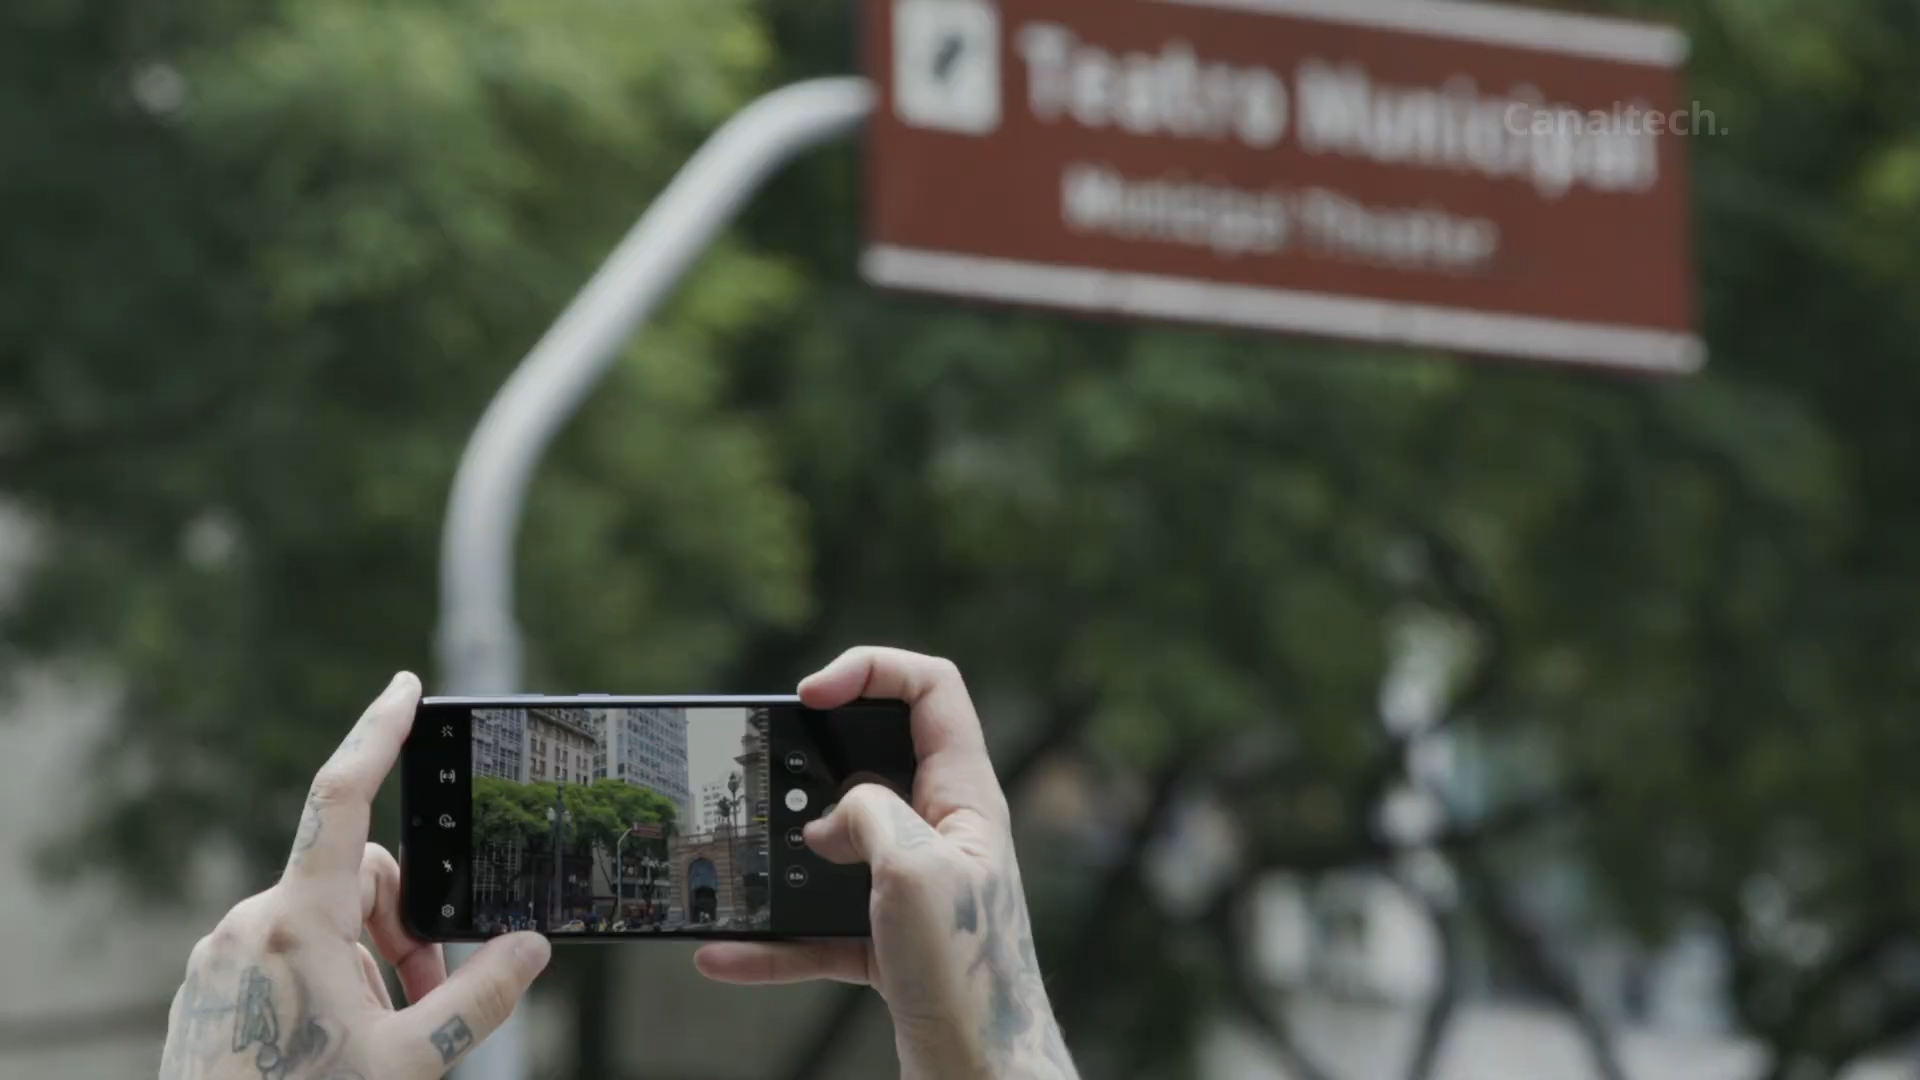 Teatro Municipal
Municipal Theater
Canaltech.